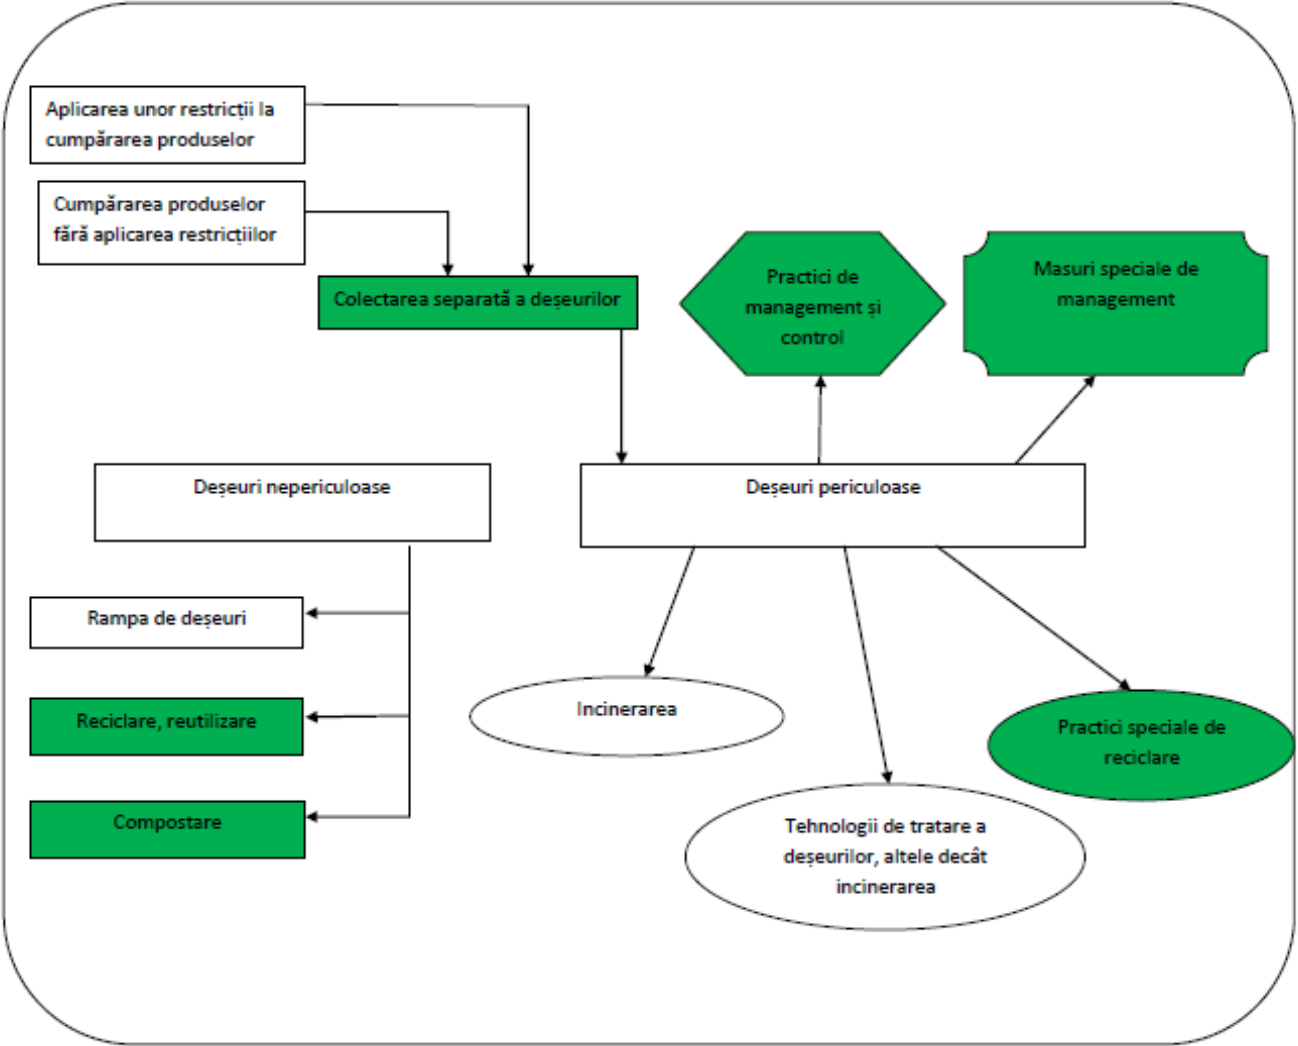 Aplicarea unor restricții la
cumpărarea produselor
Cumpărarea produselor
fără aplicarea restricțiilor
Colectarea separată a deșeurilor
Practici de
management și
control
Masuri speciale de
management
Deșeuri nepericuloase
Deșeuri periculoase
Rampa de deșeuri
Reciclare, reutilizare
Compostare
Incinerarea
Practici speciale de
reciclare
Tehnologii de tratare a
deșeurilor, altele decât
incinerarea